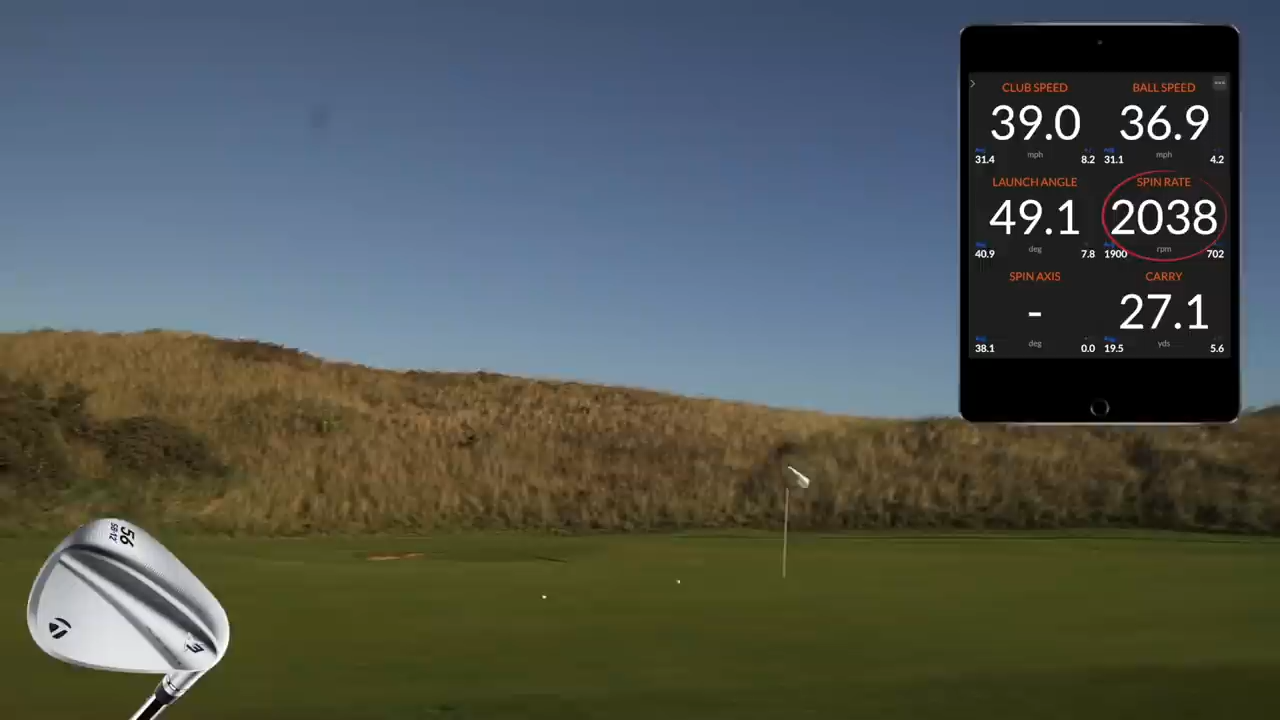 CLUB SPEED BALL SPEED
39.0 36.9
mph mph
31.4 8.2 31.1 4.2
LAUNCH ANGLE SPIN RATE
49.1 2038
deg rpm
40.9 7.8 1900 702
SPIN AXIS CARRY
- 27.1
deg yds
38.1 0.0 19.5 5.6
56